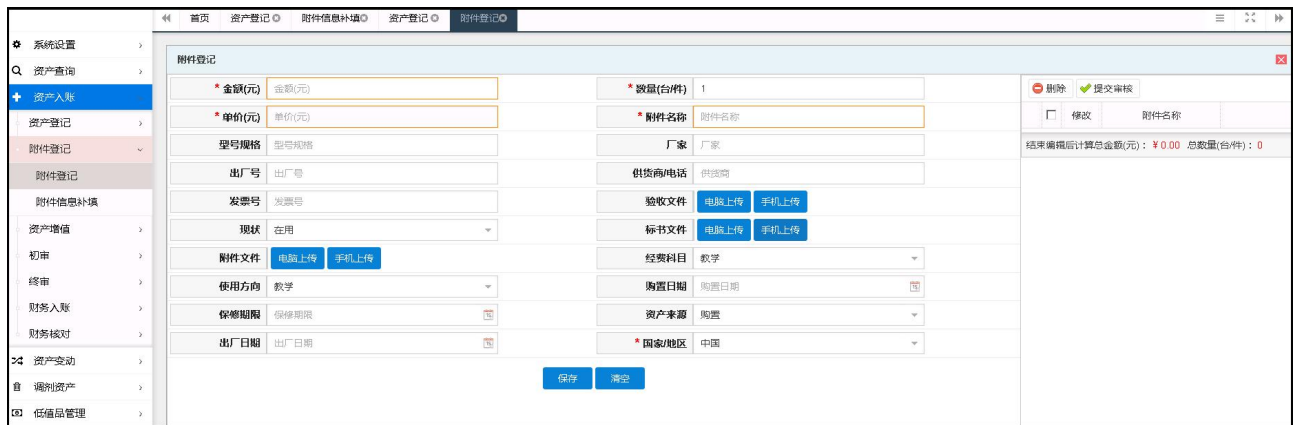 首页 资产登记 附件信息补填 资产登记 附件登记
系统设置
资产查询
资产入账
资产登记
附件登记
附件登记
附件信息补填
资产增值
初审
终审
财务入账
财务核对
资产变动
调剂资产
低值品管理
附件登记
* 金额(元) 金额(元) * 数量(台/件) 1
* 单价(元) 单价(元) * 附件名称 附件名称
型号规格 型号规格 厂家 厂家
出厂号 出厂号 供货商/电话 供货商
发票号 发票号 验收文件 电脑上传 手机上传
现状 在用 标书文件 电脑上传 手机上传
附件文件 电脑上传 手机上传 经费科目 教学
使用方向 教学 购置日期 购置日期
保修期限 保修期限 资产来源 购置
出厂日期 出厂日期 * 国家/地区 中国
保存 清空
删除 提交审核
修改 附件名称
结束编辑后计算总金额(元)：￥0.00 总数量(台/件)：0